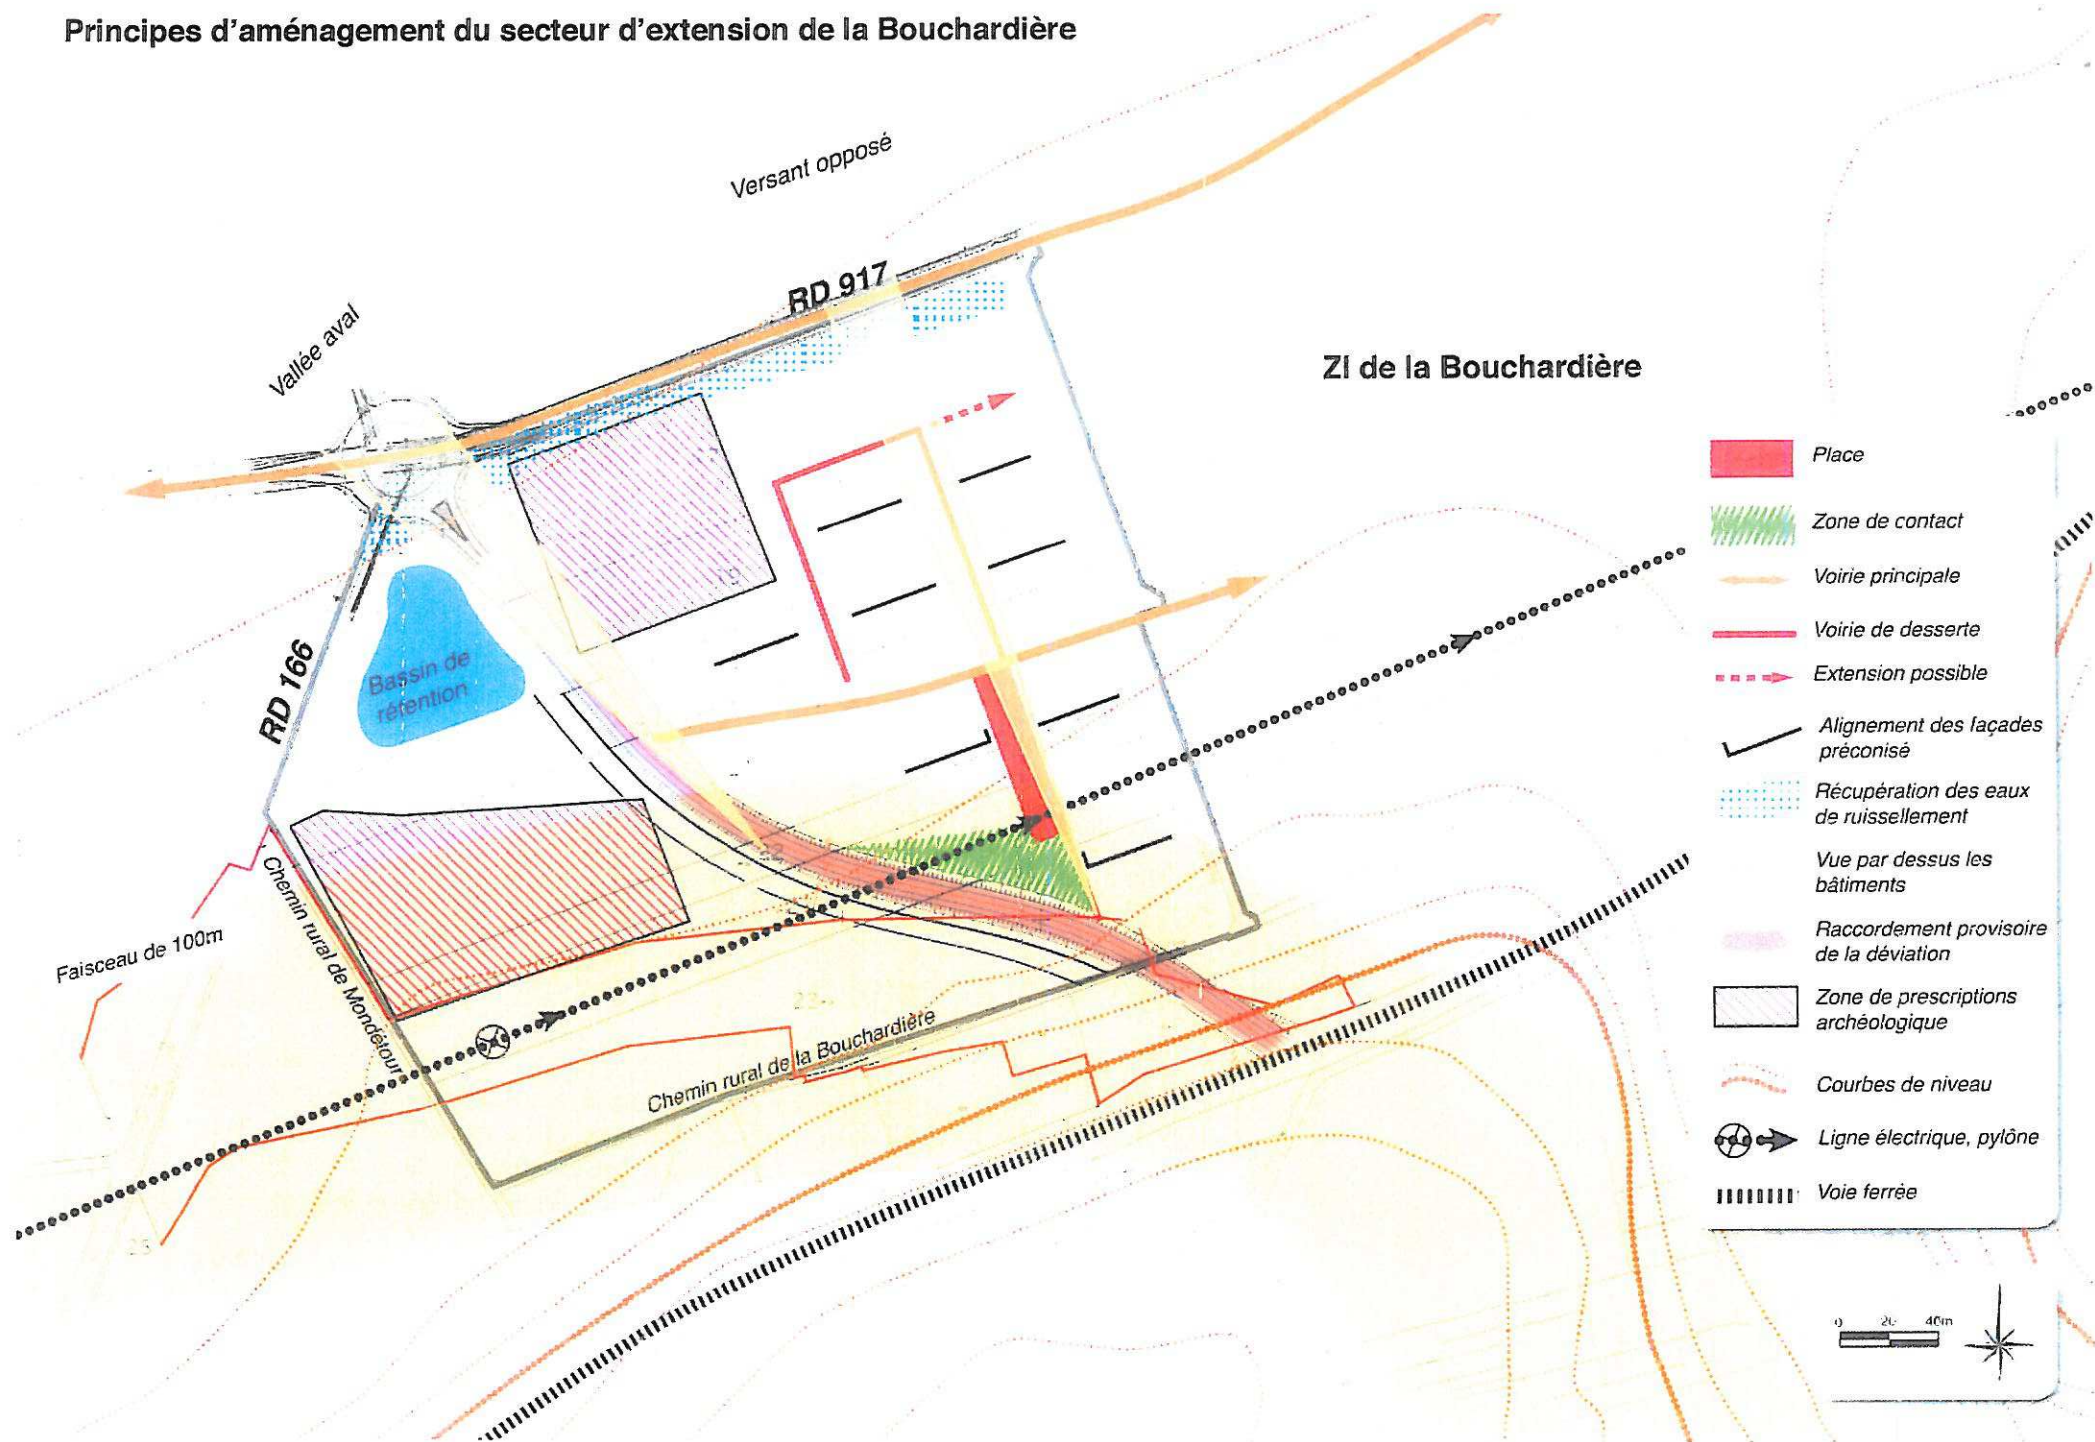 Principes d'aménagement du secteur d'extension de la Bouchardière
Versant opposé
RD 917
Vallée aval
ZI de la Bouchardière
RD 166
Bassin de
rétention
19
Chemin rural de Mondétour
Faisceau de 100m
Chemin rural de la Bouchardière
23
Place
Zone de contact
Voirie principale
Voirie de desserte
Extension possible
Alignement des façades
préconisé
Récupération des eaux
de ruissellement
Vue par dessus les
bâtiments
Raccordement provisoire
de la déviation
Zone de prescriptions
archéologique
Courbes de niveau
Ligne électrique, pylône
Voie ferrée
0 20 40m